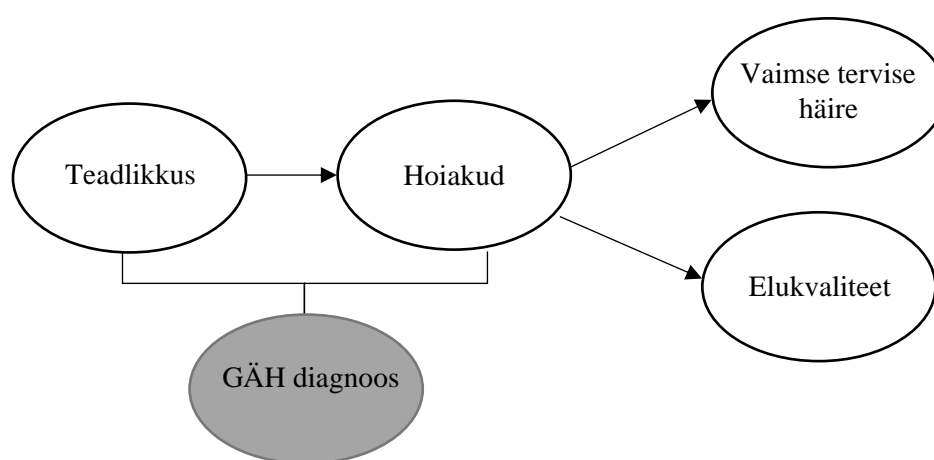 Vaimse tervise
häire
Teadlikkus
Hoiakud
Elukvaliteet
GÄH diagnoos